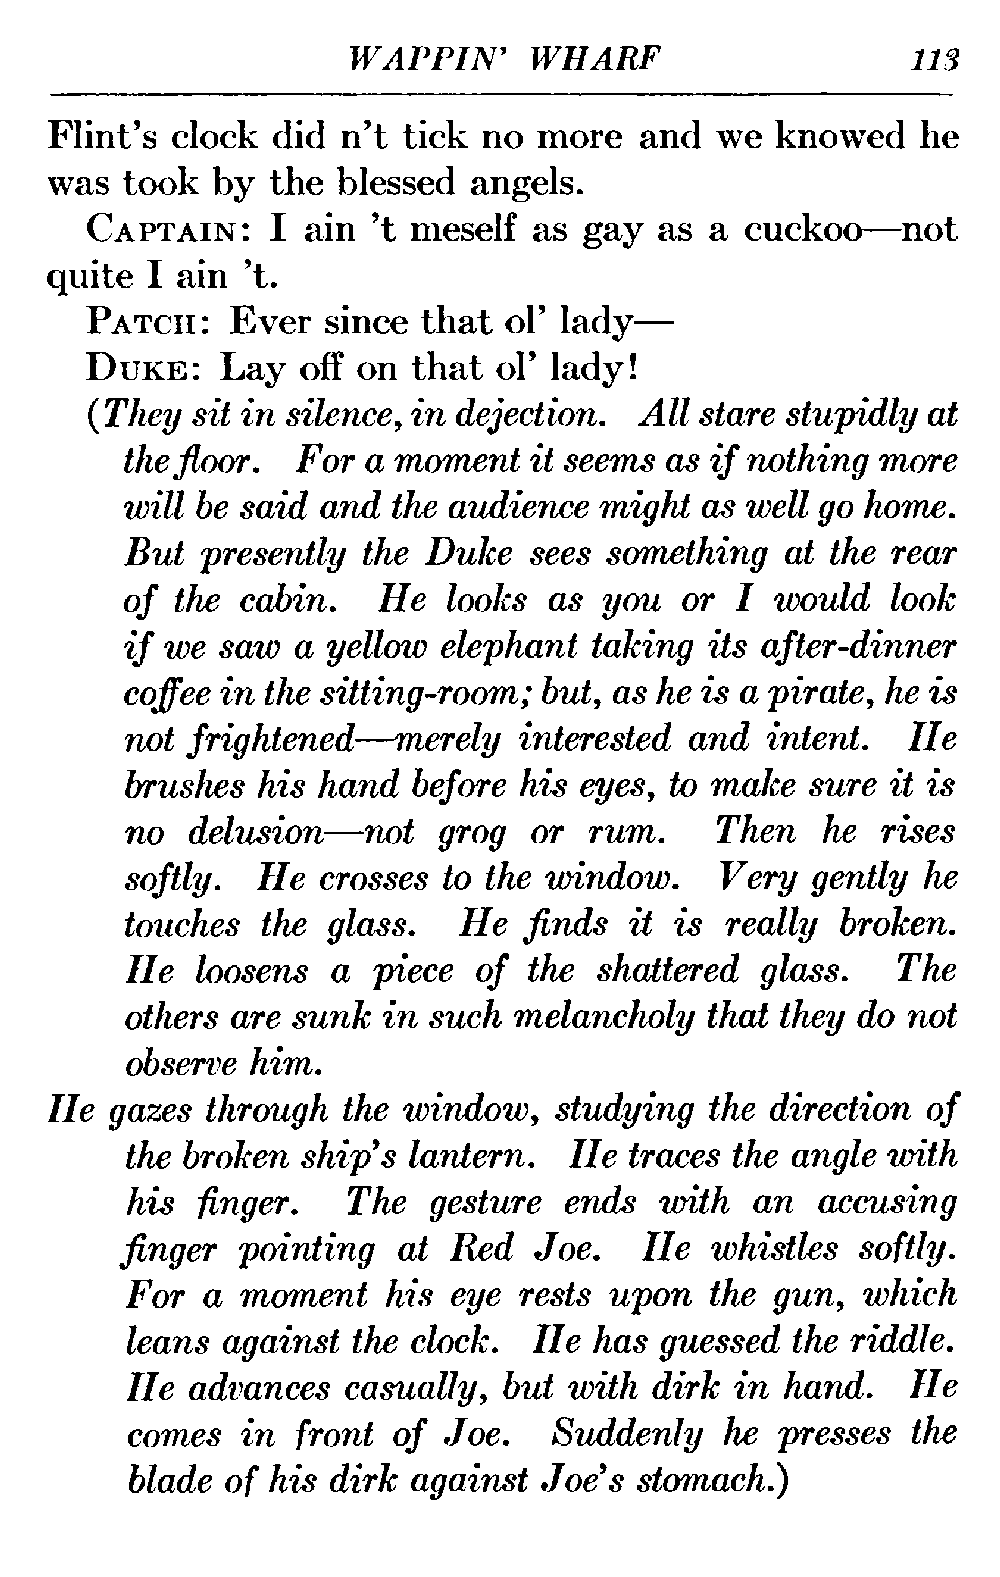 WAPPIN' WHARF 113
Flint's clock did n't tick no more and we knowed he
was took by the blessed angels.
CAPTAIN: I ain 't meself as gay as a cuckoo—not
quite I ain 't.
PATCH: Ever since that ol' lady—
DUKE: Lay off on that ol' lady!
(They sit in silence, in dejection. All stare stupidly at
the floor. For a moment it seems as if nothing more
will be said and the audience might as well go home.
But presently the Duke sees something at the rear
of the cabin. He looks as you or I would look
if we saw a yellow elephant taking its after-dinner
coffee in the sitting-room; but, as he is a pirate, he is
not frightened—merely interested and intent. He
brushes his hand before his eyes, to make sure it is
no delusion—not grog or rum. Then he rises
softly. He crosses to the window. Very gently he
touches the glass. He finds it is really broken.
He loosens a piece of the shattered glass. The
others are sunk in such melancholy that they do not
observe him.
He gazes through the window, studying the direction of
the broken ship's lantern. He traces the angle with
his finger. The gesture ends with an accusing
finger pointing at Red Joe. He whistles softly.
For a moment his eye rests upon the gun, which
leans against the clock. He has guessed the riddle.
He advances casually, but with dirk in hand. He
comes in front of Joe. Suddenly he presses the
blade of his dirk against Joe's stomach.)